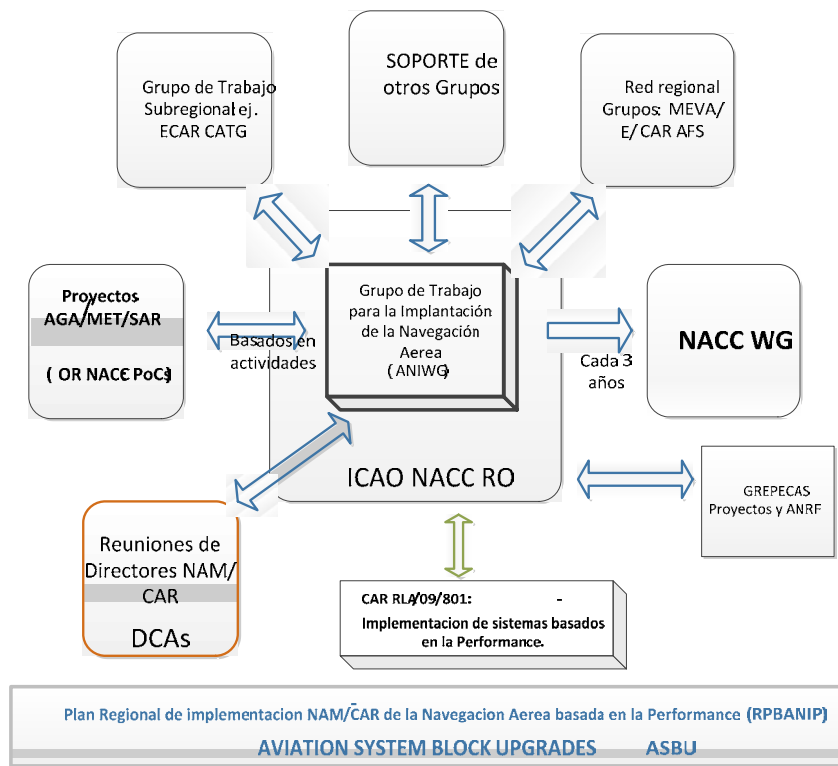 Grupo de Trabajo
Subregional ej.
ECAR CATG
SOPORTE de
otros Grupos
Red regional
Grupos: MEVA/
E/CAR AFS
Proyectos
AGA/MET/SAR
( OR NACC PoCs)
Basados en
actividades
Grupo de Trabajo
para la Implantación
de la Navegación
Aerea
(ANIWG)
Cada 3
años
NACC WG
ICAO NACC RO
GREPECAS
Proyectos y ANRF
Reuniones de
Directores NAM/
CAR
DCAs
CAR RLA/09/801: -
Implementacion de sistemas basados
en la Performance.
Plan Regional de implementacion NAM/CAR de la Navegacion Aerea basada en la Performance (RPBANIP)
AVIATION SYSTEM BLOCK UPGRADES ASBU